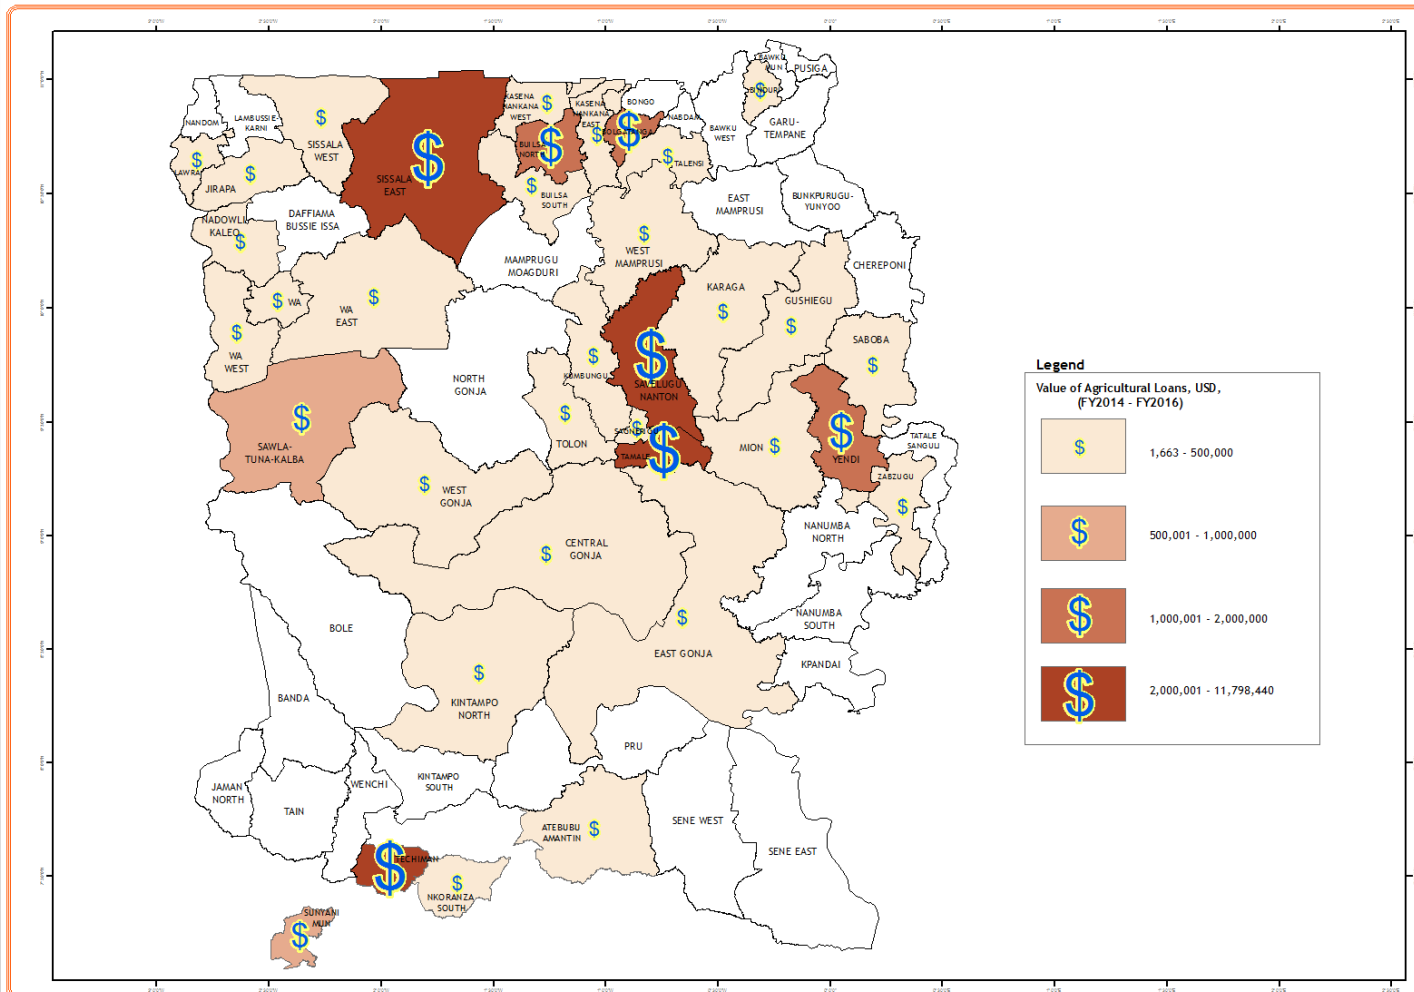 BAWKU
MUN
PUSIGA
BINDURI
KASENA
NANKANA
WEST
KASENA
NANKANA
EAST
BONGO
NABDAM
BOLGATANGA
BAWKU
WEST
GARU-
TEMPANE
NANDOM
LAMBUSSIE-
KARNI
SISSALA
WEST
BUILSA
NORTH
TALENSI
LAWRA
JIRAPA
SISSALA
EAST
BUILSA
SOUTH
EAST
MAMPRUSI
BUNKPURUGU-
YUNYOO
NADOWLI
KALEO
DAFFIAMA
BUSSIE ISSA
MAMPRUGU
MOAGDURI
WEST
MAMPRUSI
CHEREPONI
WA
WA
EAST
KARAGA
GUSHIEGU
WA
WEST
SABOBA
KUMBUNGU
NORTH
GONJA
SAVELUGU
NANTON
SAGNERIGU
TOLON
TAMALE
MION
YENDI
TATALE
SANGULI
ZABZUGU
SAWLA-
TUNA-KALBA
WEST
GONJA
NANUMBA
NORTH
CENTRAL
GONJA
NANUMBA
SOUTH
BOLE
EAST GONJA
KPANDAI
BANDA
KINTAMPO
NORTH
PRU
JAMAN
NORTH
TAIN
WENCHI
KINTAMPO
SOUTH
ATEBUBU
AMANTIN
SENE WEST
SENE EAST
TECHIMAN
NKORANZA
SOUTH
SUNYANI
MUN
Legend
Value of Agricultural Loans, USD,
(FY2014 - FY2016)
$ 1,663 - 500,000
$ 500,001 - 1,000,000
$ 1,000,001 - 2,000,000
$ 2,000,001 - 11,798,440